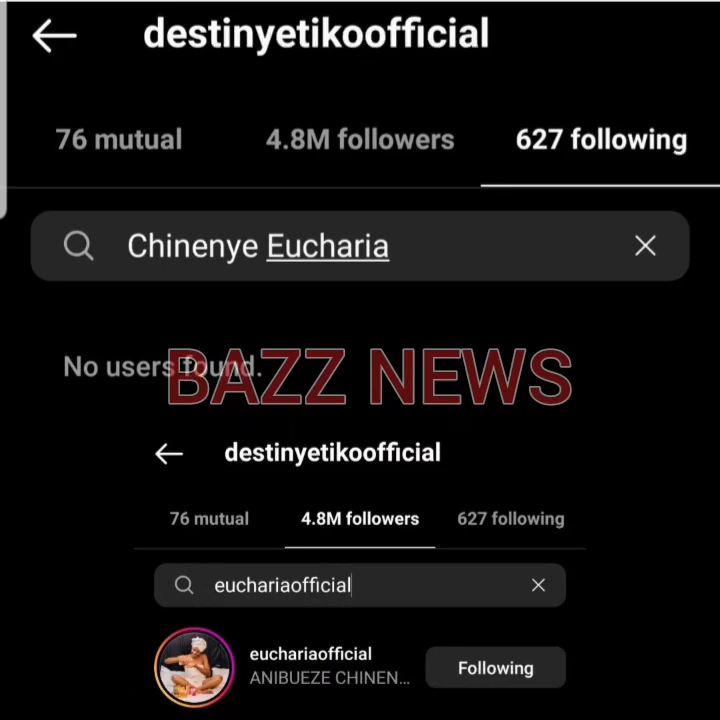 destinyetikoofficial
76 mutual 4.8M followers 627 following
Chinenye Eucharia
No users found.
BAZZ NEWS
destinyetikoofficial
76 mutual 4.8M followers 627 following
euchariaofficial
euchariaofficial
ANIBUEZE CHINEN...
Following